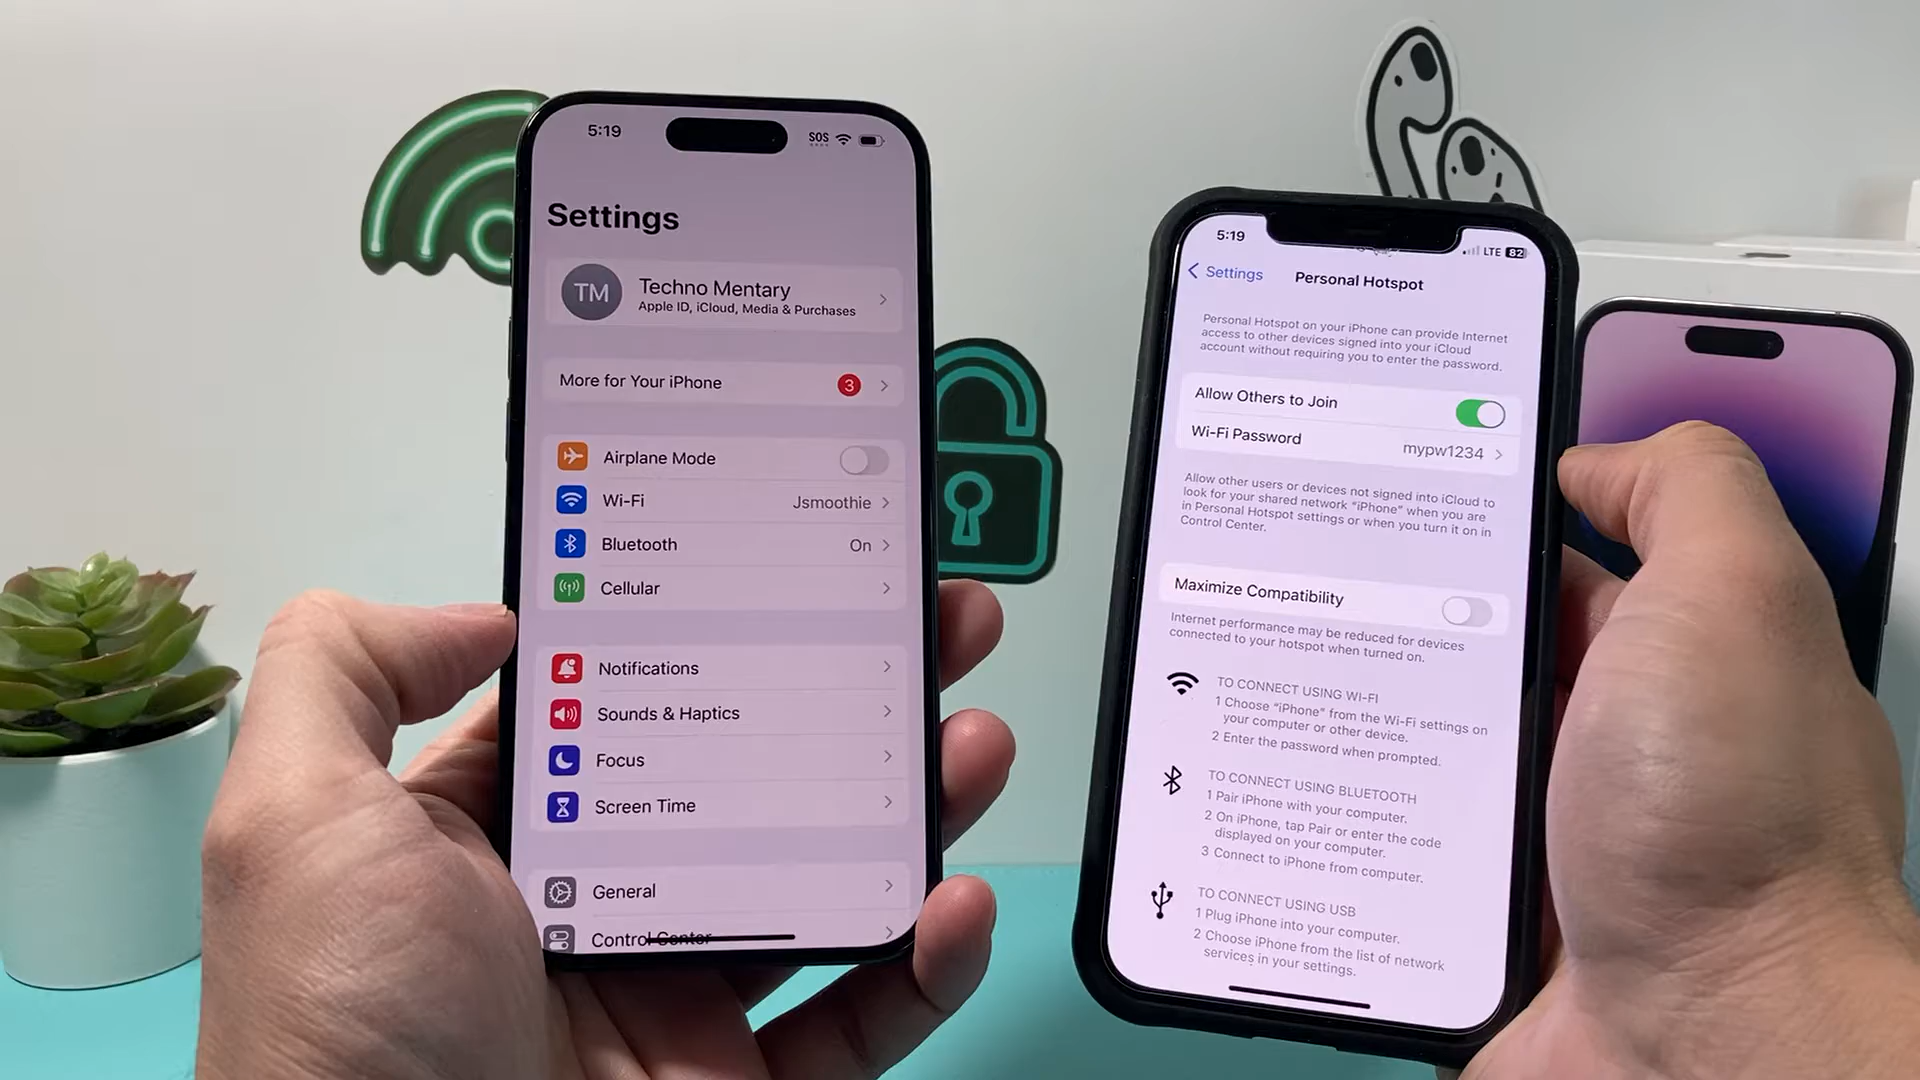 5:19
SOS
Settings
TM
Techno Mentary
Apple ID, iCloud, Media & Purchases
More for Your iPhone
3
Airplane Mode
Wi-Fi
Jsmoothie
Bluetooth
On
Cellular
Notifications
Sounds & Haptics
Focus
Screen Time
General
Control Center
5:19
LTE
82
Settings
Personal Hotspot
Personal Hotspot on your iPhone can provide Internet
access to other devices signed into your iCloud
account without requiring you to enter the password.
Allow Others to Join
Wi-Fi Password
mypw1234
Allow other users or devices not signed into iCloud to
look for your shared network “iPhone” when you are
in Personal Hotspot settings or when you turn it on in
Control Center.
Maximize Compatibility
Internet performance may be reduced for devices
connected to your hotspot when turned on.
TO CONNECT USING WI-FI
1 Choose “iPhone” from the Wi-Fi settings on
your computer or other device.
2 Enter the password when prompted.
TO CONNECT USING BLUETOOTH
1 Pair iPhone with your computer.
2 On iPhone, tap Pair or enter the code
displayed on your computer.
3 Connect to iPhone from computer.
TO CONNECT USING USB
1 Plug iPhone into your computer.
2 Choose iPhone from the list of network
services in your settings.